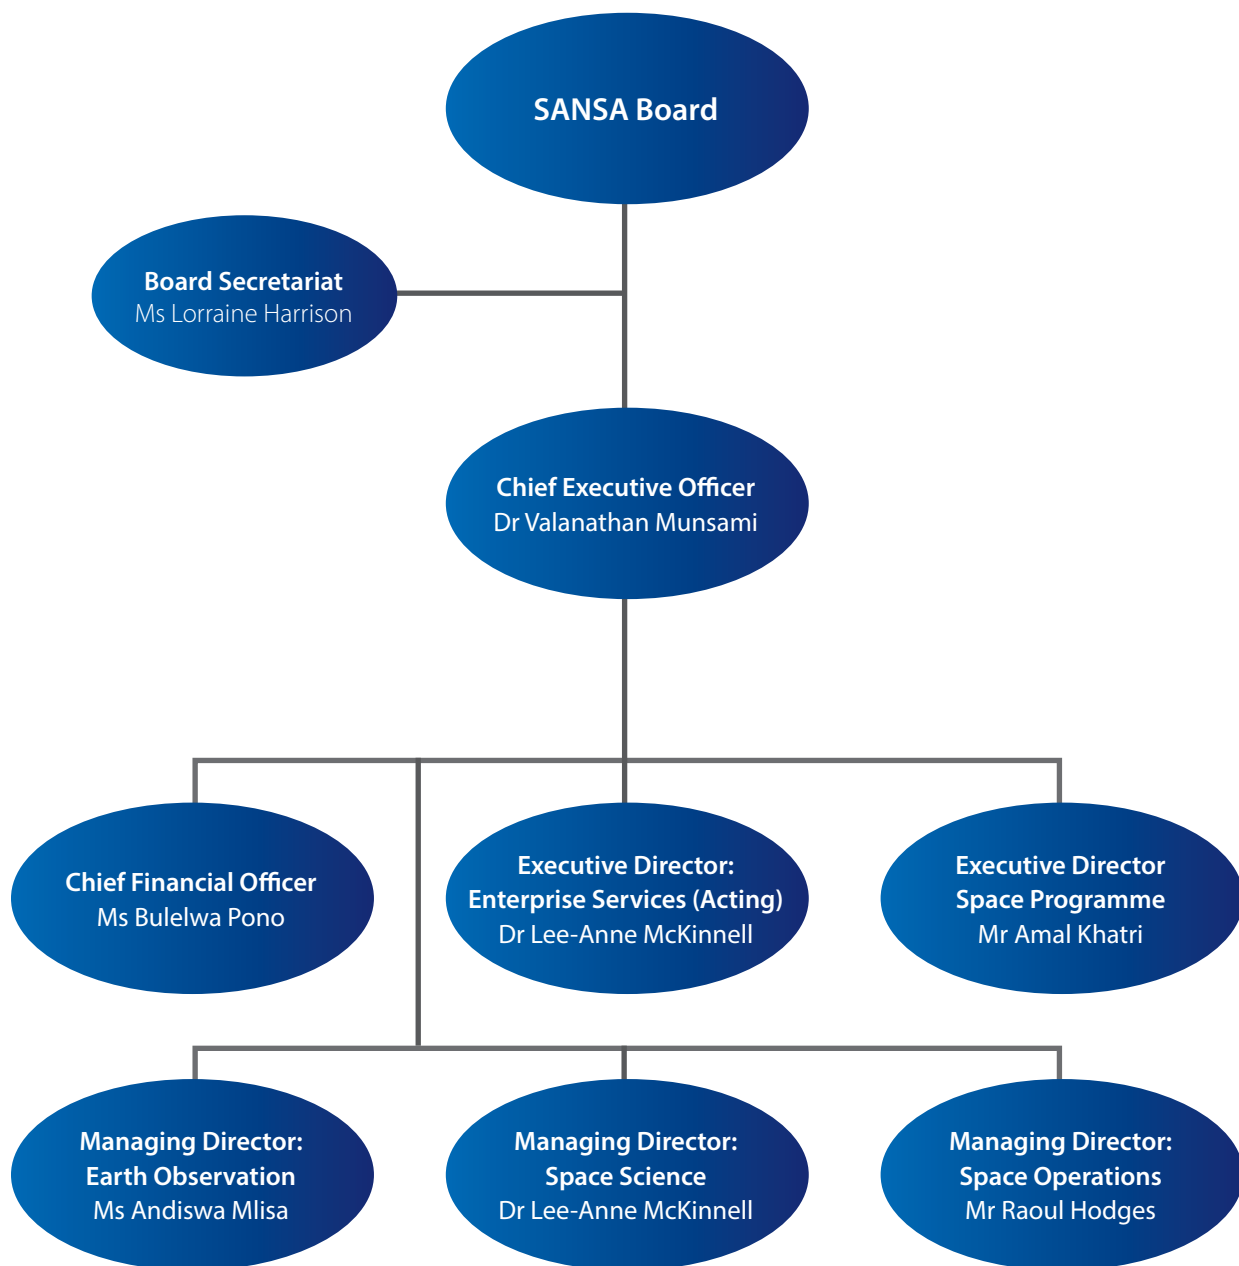 SANSA Board
Board Secretariat
Ms Lorraine Harrison
Chief Executive Officer
Dr Valanathan Munsami
Chief Financial Officer
Ms Bulelwa Pono
Executive Director:
Enterprise Services (Acting)
Dr Lee-Anne McKinnell
Executive Director
Space Programme
Mr Amal Khatri
Managing Director:
Earth Observation
Ms Andiswa Mlisa
Managing Director:
Space Science
Dr Lee-Anne McKinnell
Managing Director:
Space Operations
Mr Raoul Hodges